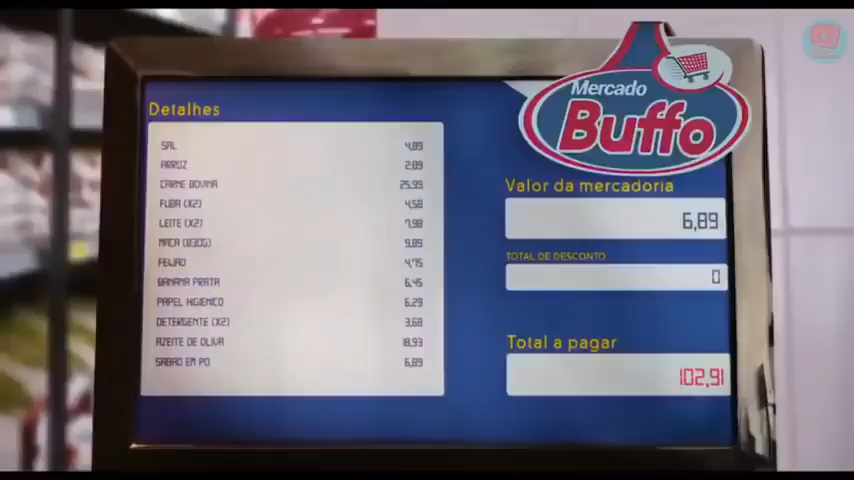 Mercado
Buffo
Detalhes
SAL 4,89
ARROZ 2,89
CARNE BOVINA 25,99
FUBA (X2) 4,58
LEITE (X2) 7,98
MACA (830G) 9,89
FEIJAO 4,75
BANANA PRATA 6,45
PAPEL HIGIENICO 6,29
DETERGENTE (X2) 3,68
AZEITE DE OLIVA 18,93
SABAO EM PO 6,89
Valor da mercadoria
6,89
TOTAL DE DESCONTO
0
Total a pagar
102,91